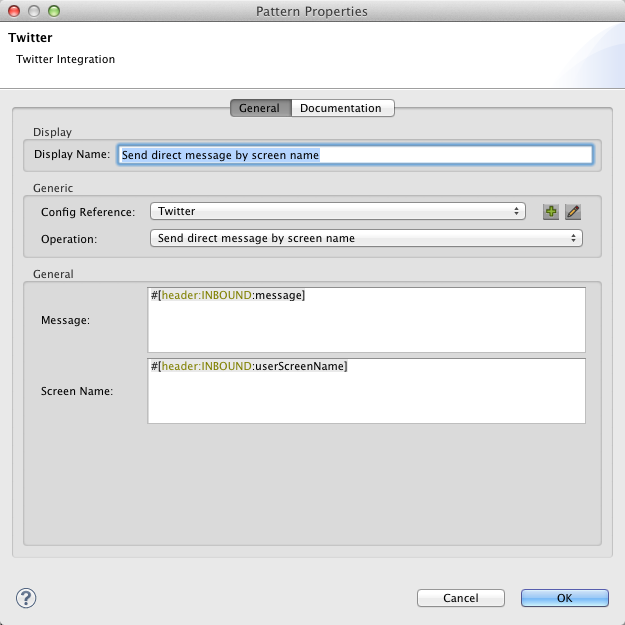 Pattern Properties
Twitter
Twitter Integration
General
Documentation
Display
Display Name: Send direct message by screen name
Generic
Config Reference: Twitter
Operation: Send direct message by screen name
General
Message: #[header:INBOUND:message]
Screen Name: #[header:INBOUND:userScreenName]
?
Cancel
OK